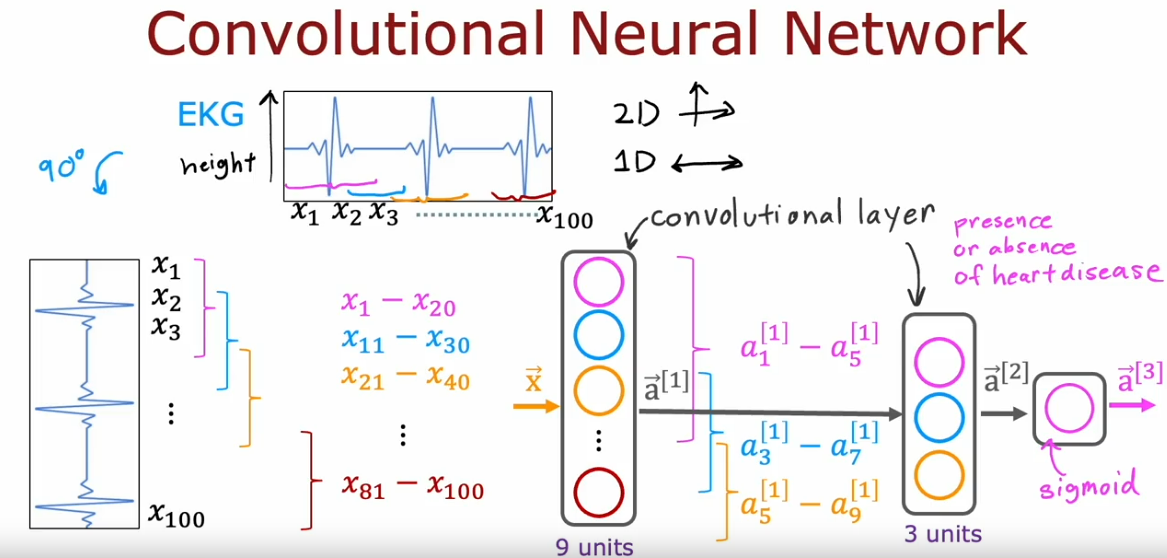 Convolutional Neural Network
EKG
height
90°
2D
1D
x₁ x₂ x₃ ............ x₁₀₀
convolutional layer
presence
or absence
of heart disease
x₁
x₂
x₃
⋮
x₁₀₀
x₁ − x₂₀
x₁₁ − x₃₀
x₂₁ − x₄₀
⋮
x₈₁ − x₁₀₀
x⃗
⋮
9 units
a⃗^[1]
a₁^[1] − a₅^[1]
a₃^[1] − a₇^[1]
a₅^[1] − a₉^[1]
3 units
a⃗^[2]
a⃗^[3]
sigmoid